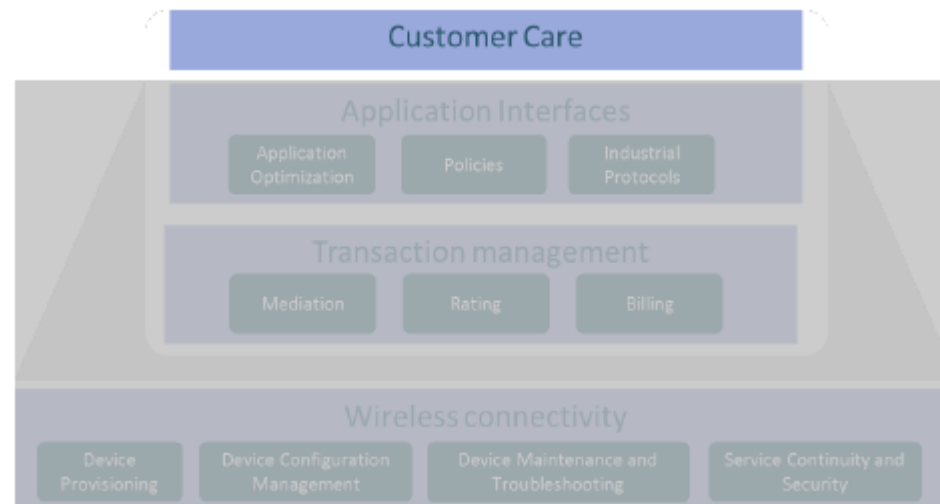 Customer Care
Application Interfaces
Application
Optimization
Policies
Industrial
Protocols
Transaction management
Mediation
Rating
Billing
Wireless connectivity
Device
Provisioning
Device Configuration
Management
Device Maintenance and
Troubleshooting
Service Continuity and
Security